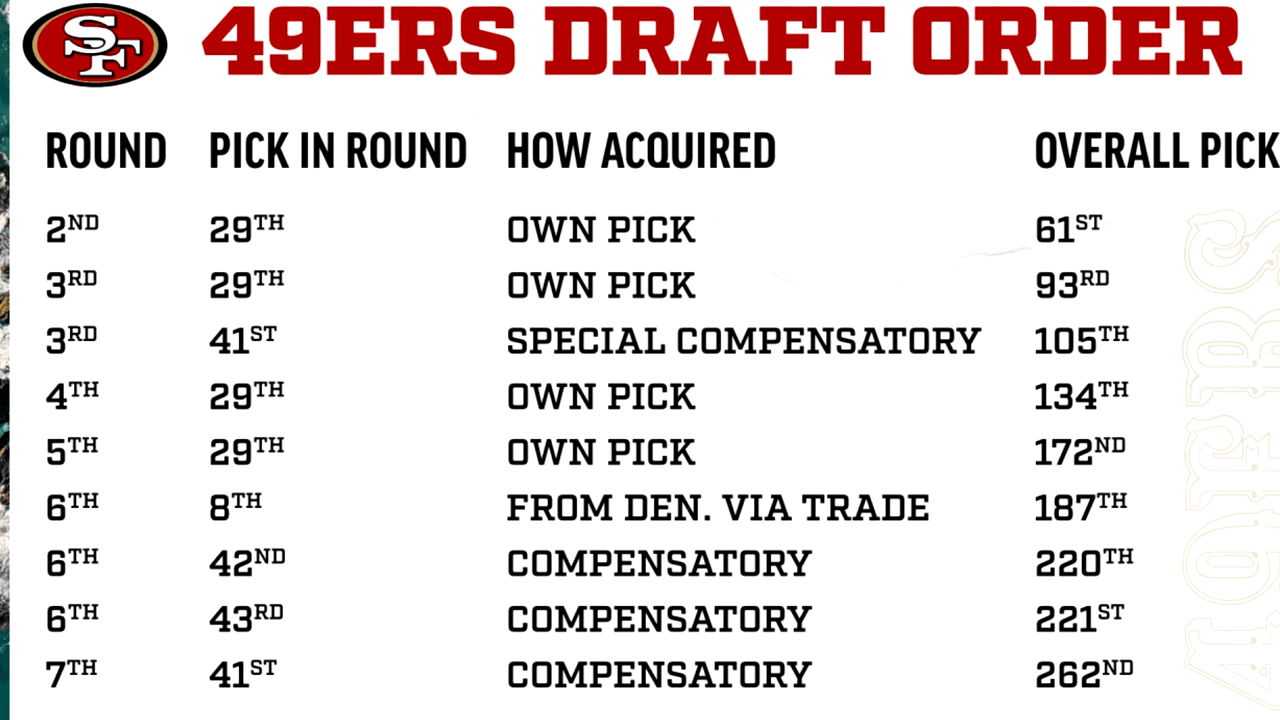 SF 49ERS DRAFT ORDER
ROUND PICK IN ROUND HOW ACQUIRED OVERALL PICK
2ND 29TH OWN PICK 61ST
3RD 29TH OWN PICK 93RD
3RD 41ST SPECIAL COMPENSATORY 105TH
4TH 29TH OWN PICK 134TH
5TH 29TH OWN PICK 172ND
6TH 8TH FROM DEN. VIA TRADE 187TH
6TH 42ND COMPENSATORY 220TH
6TH 43RD COMPENSATORY 221ST
7TH 41ST COMPENSATORY 262ND
49ERS